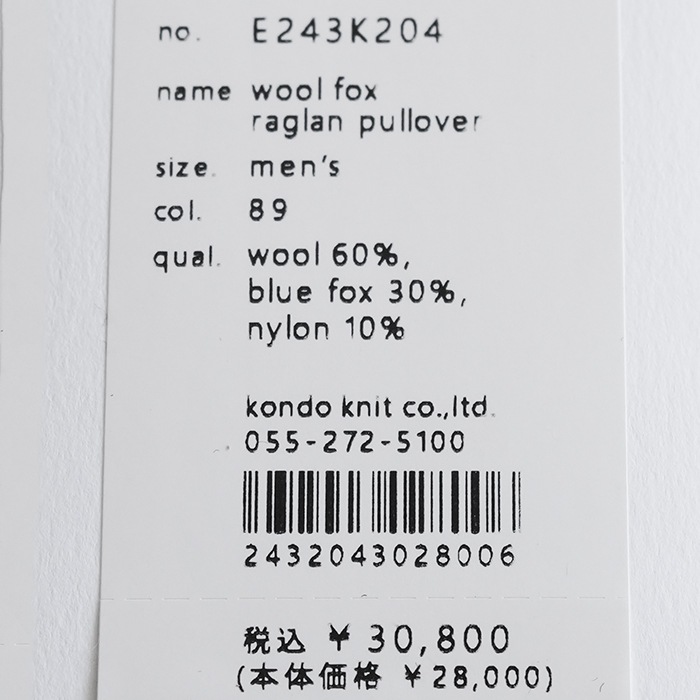 no. E243K204
name wool fox
raglan pullover
size. men's
col. 89
qual. wool 60%,
blue fox 30%,
nylon 10%
kondo knit co.,ltd.
055-272-5100
2432043028006
税込 ¥30,800
(本体価格 ¥28,000)